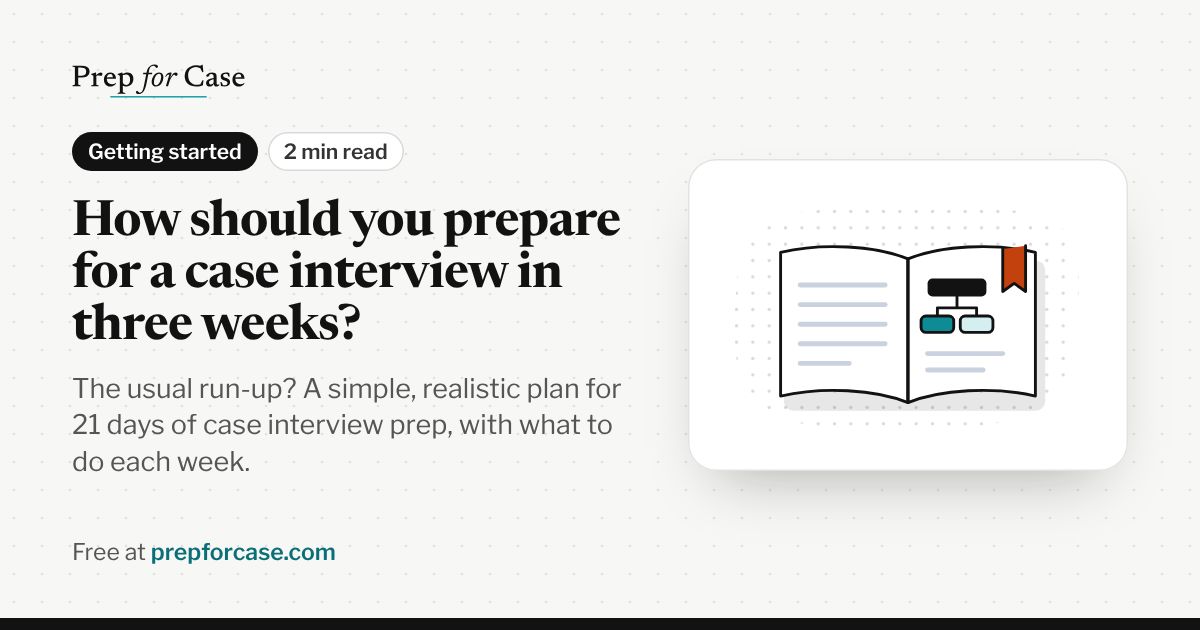 Prep for Case
Getting started
2 min read
How should you prepare
for a case interview in
three weeks?
The usual run-up? A simple, realistic plan for
21 days of case interview prep, with what to
do each week.
Free at prepforcase.com